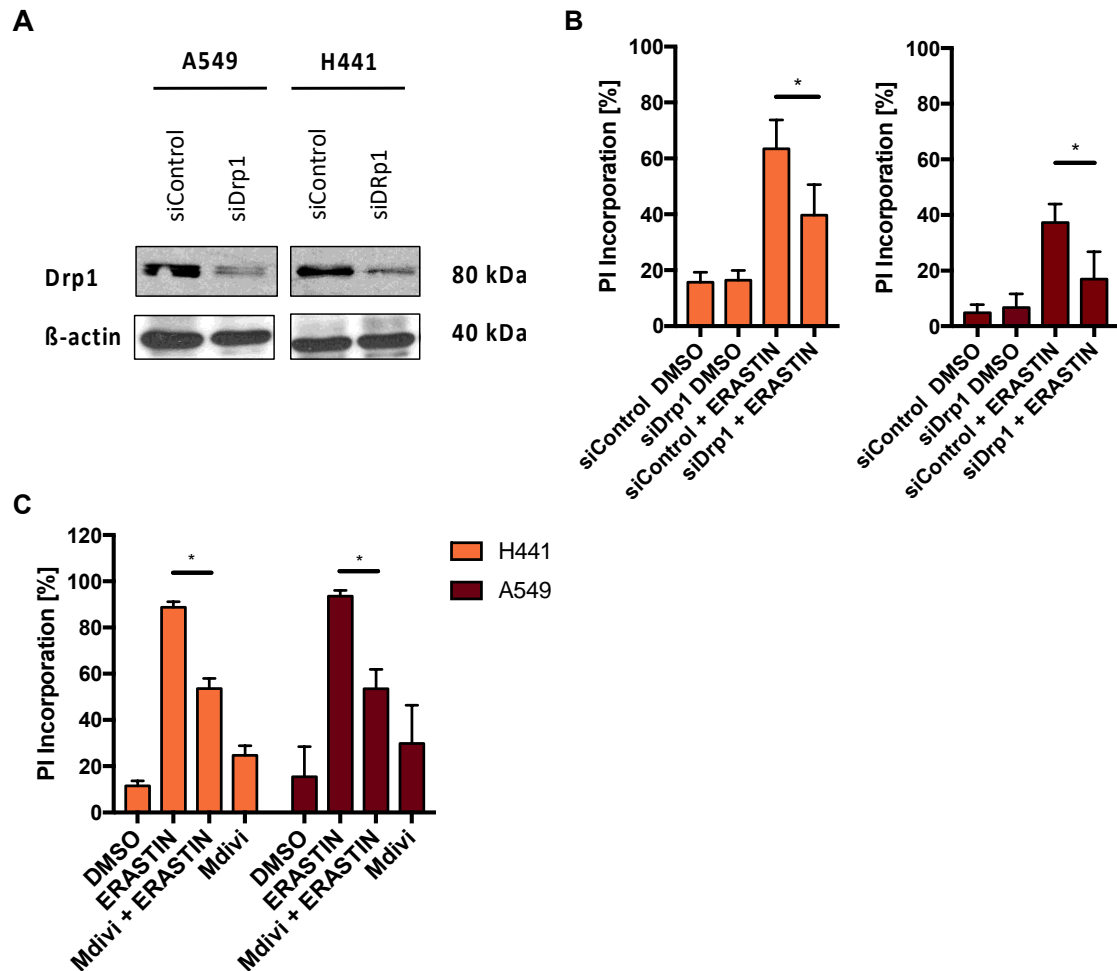 A
A549 H441
siControl siDrp1 siControl siDRp1
Drp1 80 kDa
ß-actin 40 kDa
B
PI Incorporation [%]
100
80
60
40
20
0
*
siControl DMSO
siDrp1 DMSO
siControl + ERASTIN
siDrp1 + ERASTIN
PI Incorporation [%]
100
80
60
40
20
0
*
siControl DMSO
siDrp1 DMSO
siControl + ERASTIN
siDrp1 + ERASTIN
C
PI Incorporation [%]
120
100
80
60
40
20
0
* *
DMSO
ERASTIN
Mdivi + ERASTIN
Mdivi
DMSO
ERASTIN
Mdivi + ERASTIN
Mdivi
H441
A549